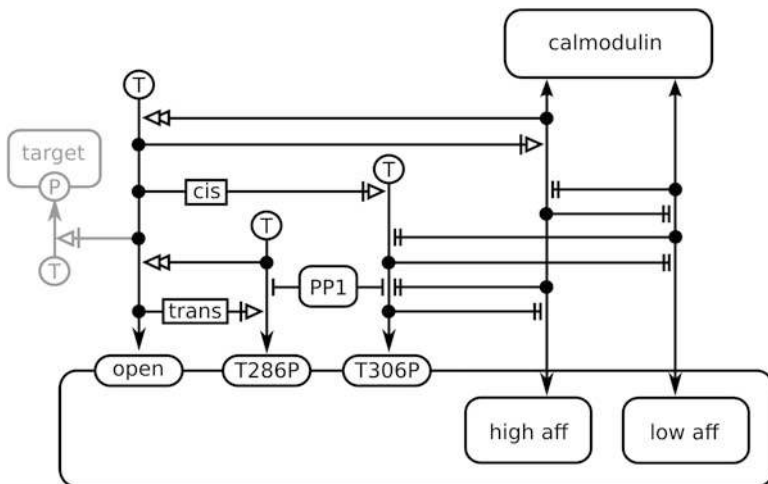 calmodulin
T
target
P
cis
T
T
T
PP1
trans
open
T286P
T306P
high aff
low aff